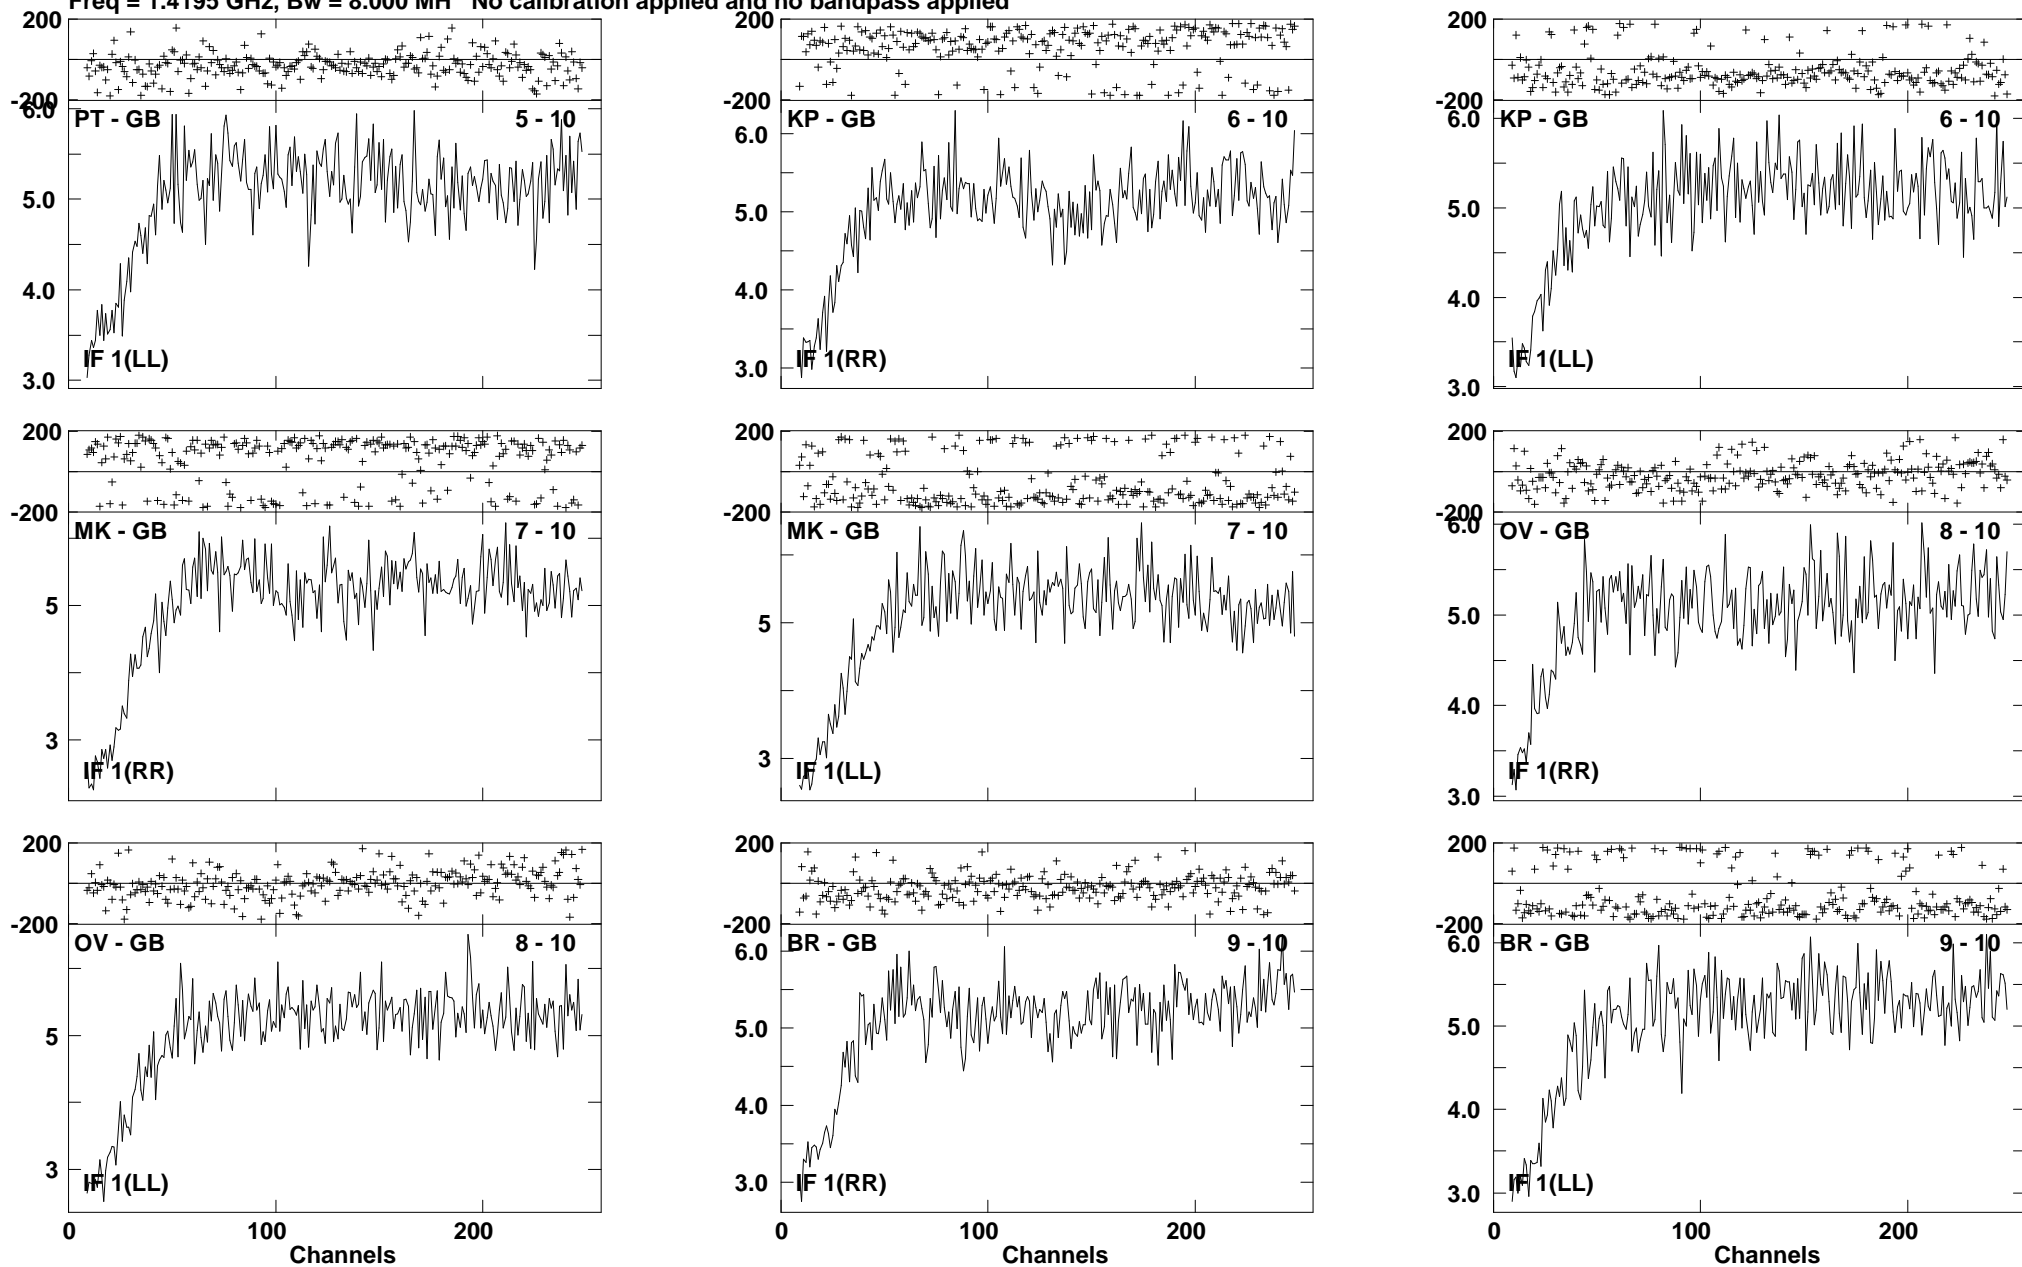 Freq = 1.4195 GHz, Bw = 8.000 MH No calibration applied and no bandpass applied
200
-200
6.0
5.0
4.0
3.0
PT - GB
5 - 10
IF 1(LL)
200
-200
6.0
5.0
4.0
3.0
KP - GB
6 - 10
IF 1(RR)
200
-200
6.0
5.0
4.0
3.0
KP - GB
6 - 10
IF 1(LL)
200
-200
5
3
MK - GB
7 - 10
IF 1(RR)
200
-200
5
3
MK - GB
7 - 10
IF 1(LL)
200
-200
6.0
5.0
4.0
3.0
OV - GB
8 - 10
IF 1(RR)
200
-200
5
3
OV - GB
8 - 10
IF 1(LL)
0 100 200
Channels
200
-200
6.0
5.0
4.0
3.0
BR - GB
9 - 10
IF 1(RR)
0 100 200
Channels
200
-200
6.0
5.0
4.0
3.0
BR - GB
9 - 10
IF 1(LL)
0 100 200
Channels